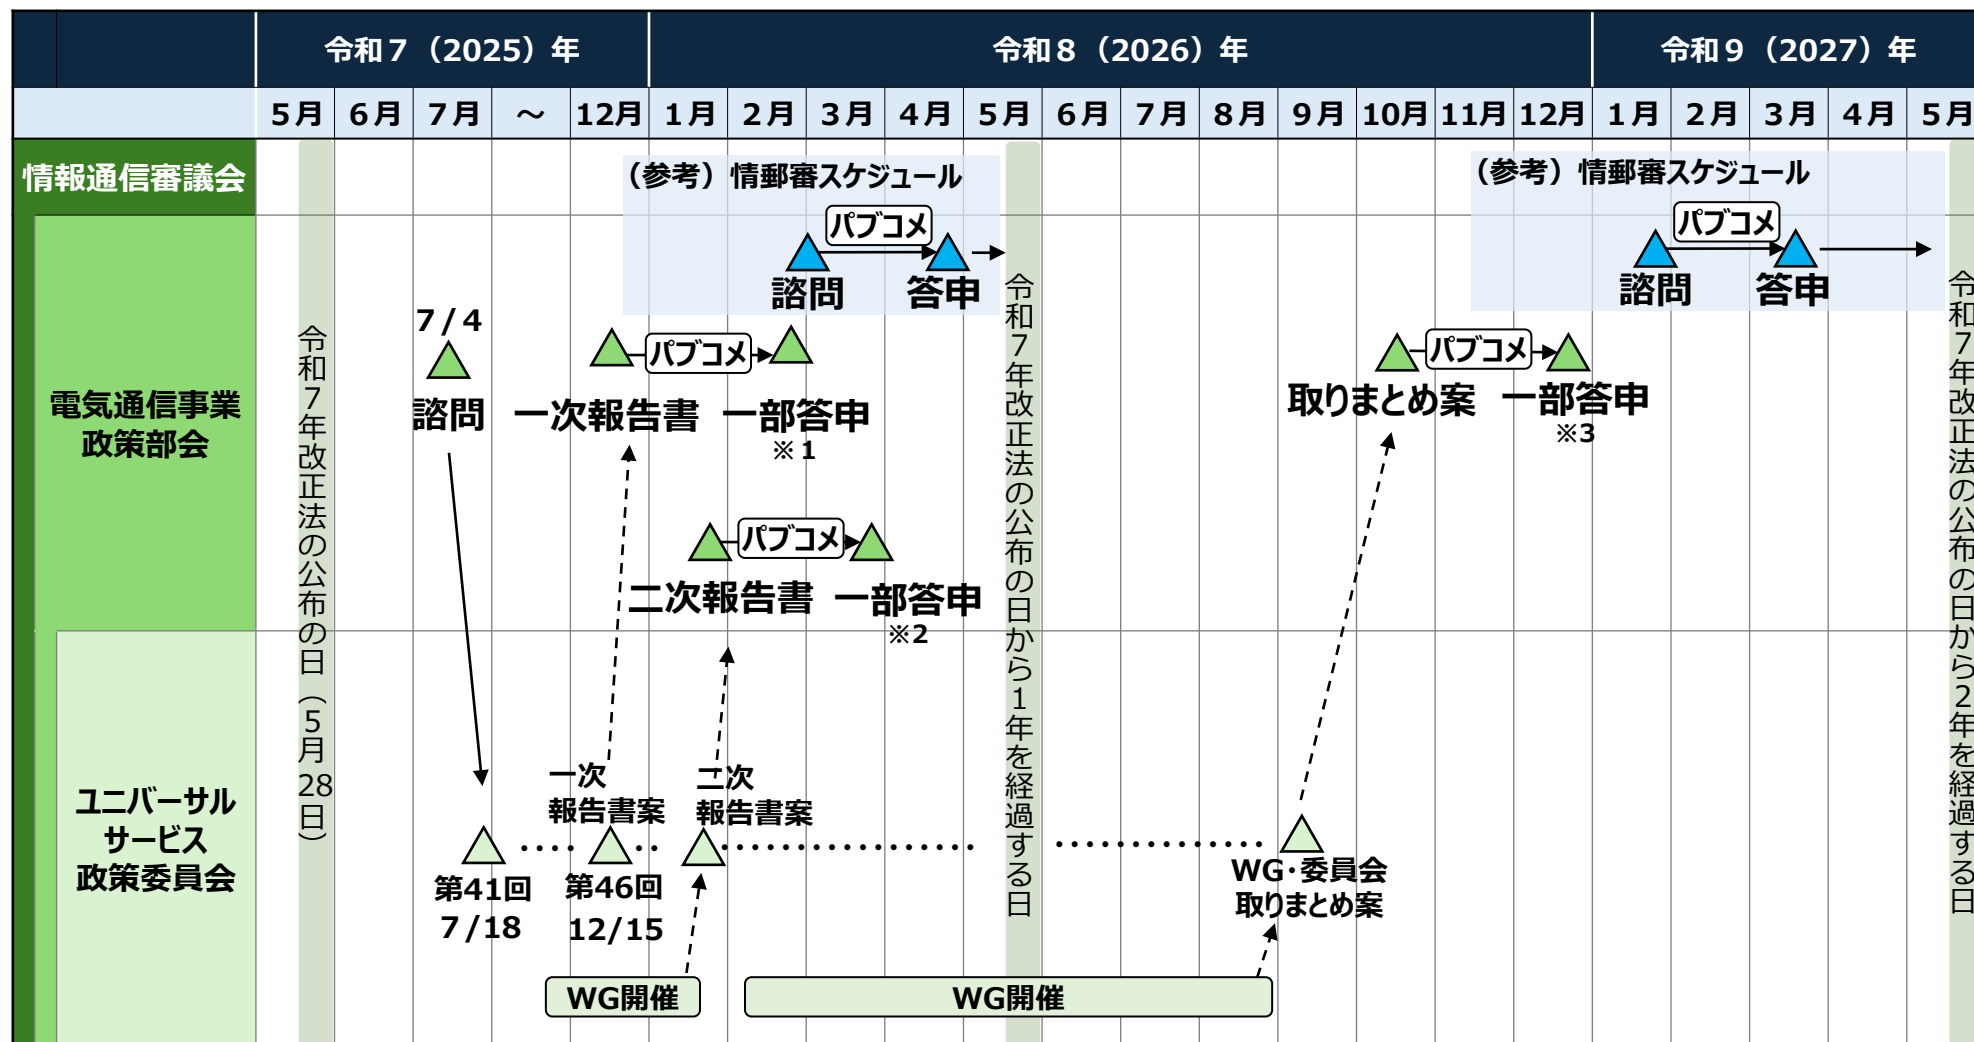 令和７（2025）年
令和８（2026）年
令和９（2027）年
５月 ６月 ７月 ～ 12月 １月 ２月 ３月 ４月 ５月 ６月 ７月 ８月 ９月 10月 11月 12月 １月 ２月 ３月 ４月 ５月
情報通信審議会
（参考）情郵審スケジュール
パブコメ
諮問
答申
（参考）情郵審スケジュール
パブコメ
諮問
答申
電気通信事業
政策部会
令和７年改正法の公布の日（５月28日）
7/4
諮問
一次報告書
パブコメ
一部答申
※１
二次報告書
パブコメ
一部答申
※2
令和７年改正法の公布の日から１年を経過する日
取りまとめ案
パブコメ
一部答申
※3
令和７年改正法の公布の日から２年を経過する日
ユニバーサル
サービス
政策委員会
第41回
7/18
一次
報告書案
第46回
12/15
二次
報告書案
WG・委員会
取りまとめ案
WG開催
WG開催